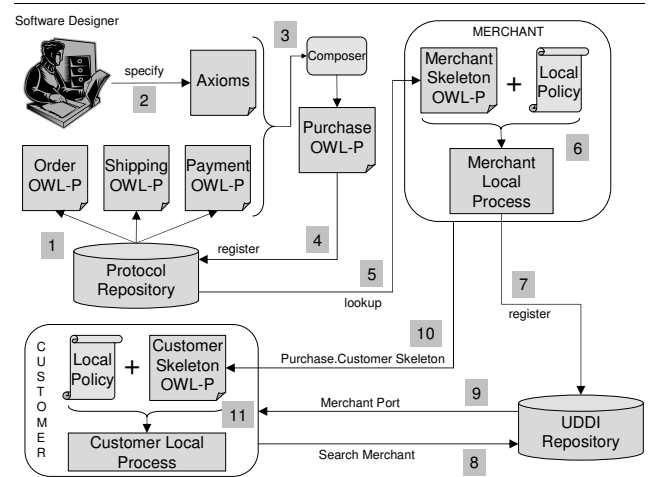 Software Designer
specify
2
Axioms
3
Composer
Purchase
OWL-P
Order
OWL-P
Shipping
OWL-P
Payment
OWL-P
1
Protocol
Repository
register
4
5
lookup
MERCHANT
Merchant
Skeleton
OWL-P
+
Local
Policy
6
Merchant
Local
Process
7
register
10
Purchase.Customer Skeleton
CUSTOMER
Local
Policy
+
Customer
Skeleton
OWL-P
11
Customer Local
Process
9
Merchant Port
Search Merchant
8
UDDI
Repository